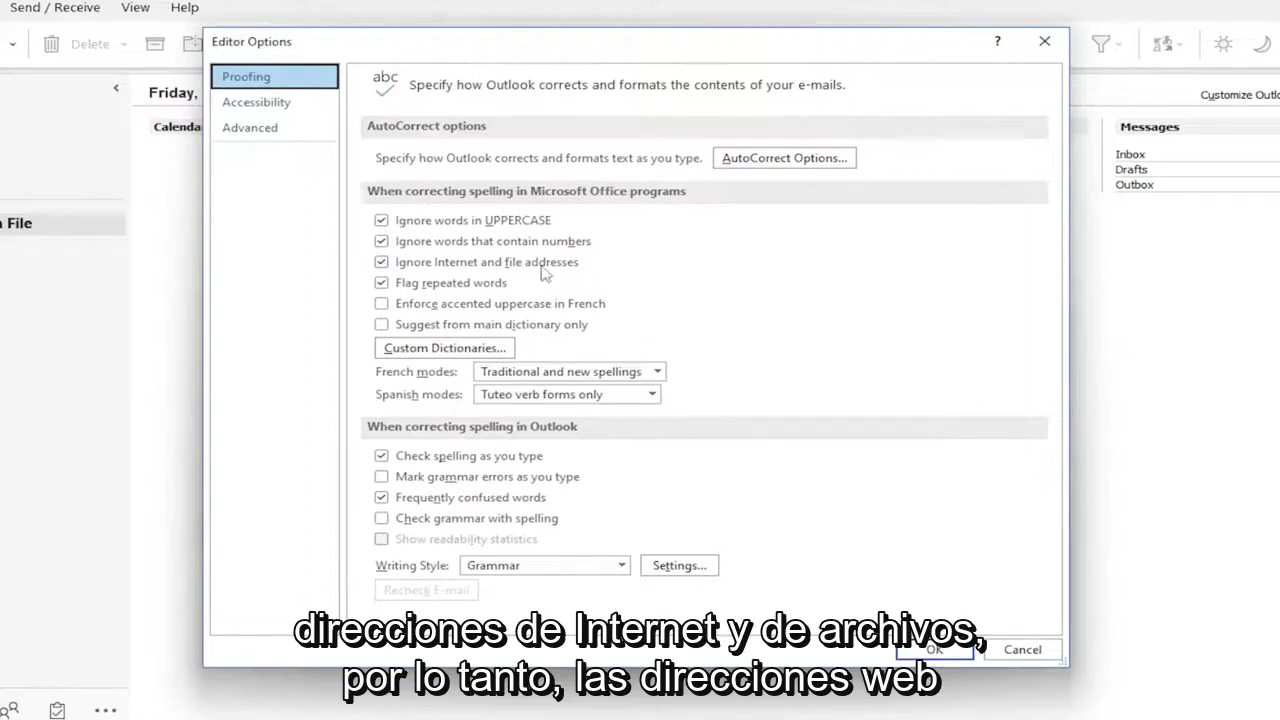 Send / Receive View Help
Delete
Editor Options
?
Proofing
Accessibility
Advanced
abc
Specify how Outlook corrects and formats the contents of your e-mails.
AutoCorrect options
Specify how Outlook corrects and formats text as you type. AutoCorrect Options...
When correcting spelling in Microsoft Office programs
Ignore words in UPPERCASE
Ignore words that contain numbers
Ignore Internet and file addresses
Flag repeated words
Enforce accented uppercase in French
Suggest from main dictionary only
Custom Dictionaries...
French modes: Traditional and new spellings
Spanish modes: Tuteo verb forms only
When correcting spelling in Outlook
Check spelling as you type
Mark grammar errors as you type
Frequently confused words
Check grammar with spelling
Show readability statistics
Writing Style: Grammar Settings...
Recheck E-mail
OK Cancel
Friday,
Calenda
File
Customize Outlo
Messages
Inbox
Drafts
Outbox
direcciones de Internet y de archivos,
por lo tanto, las direcciones web